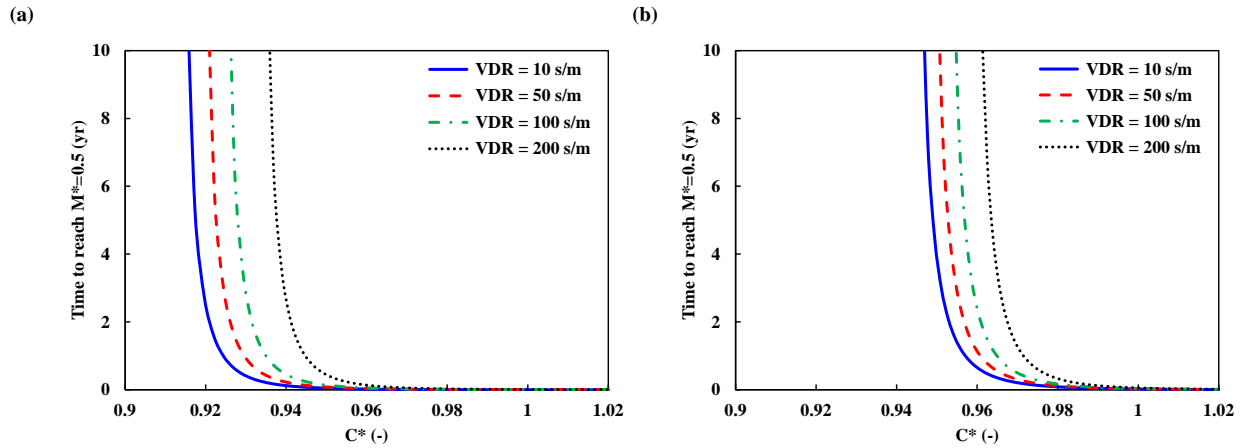 (a)
Time to reach M*=0.5 (yr)
10
8
6
4
2
0
VDR = 10 s/m
VDR = 50 s/m
VDR = 100 s/m
VDR = 200 s/m
0.9 0.92 0.94 0.96 0.98 1 1.02
C* (-)
(b)
Time to reach M*=0.5 (yr)
10
8
6
4
2
0
VDR = 10 s/m
VDR = 50 s/m
VDR = 100 s/m
VDR = 200 s/m
0.9 0.92 0.94 0.96 0.98 1 1.02
C* (-)